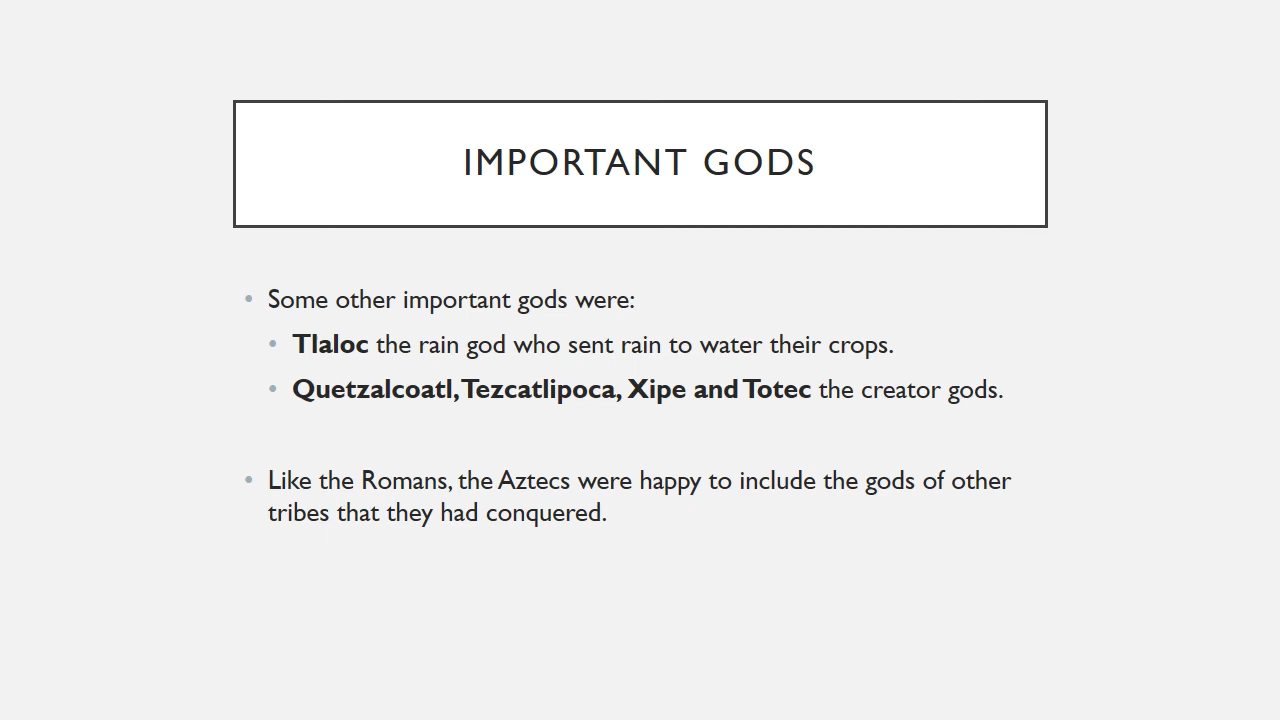 IMPORTANT GODS
• Some other important gods were:
• Tlaloc the rain god who sent rain to water their crops.
• Quetzalcoatl, Tezcatlipoca, Xipe and Totec the creator gods.
• Like the Romans, the Aztecs were happy to include the gods of other
tribes that they had conquered.